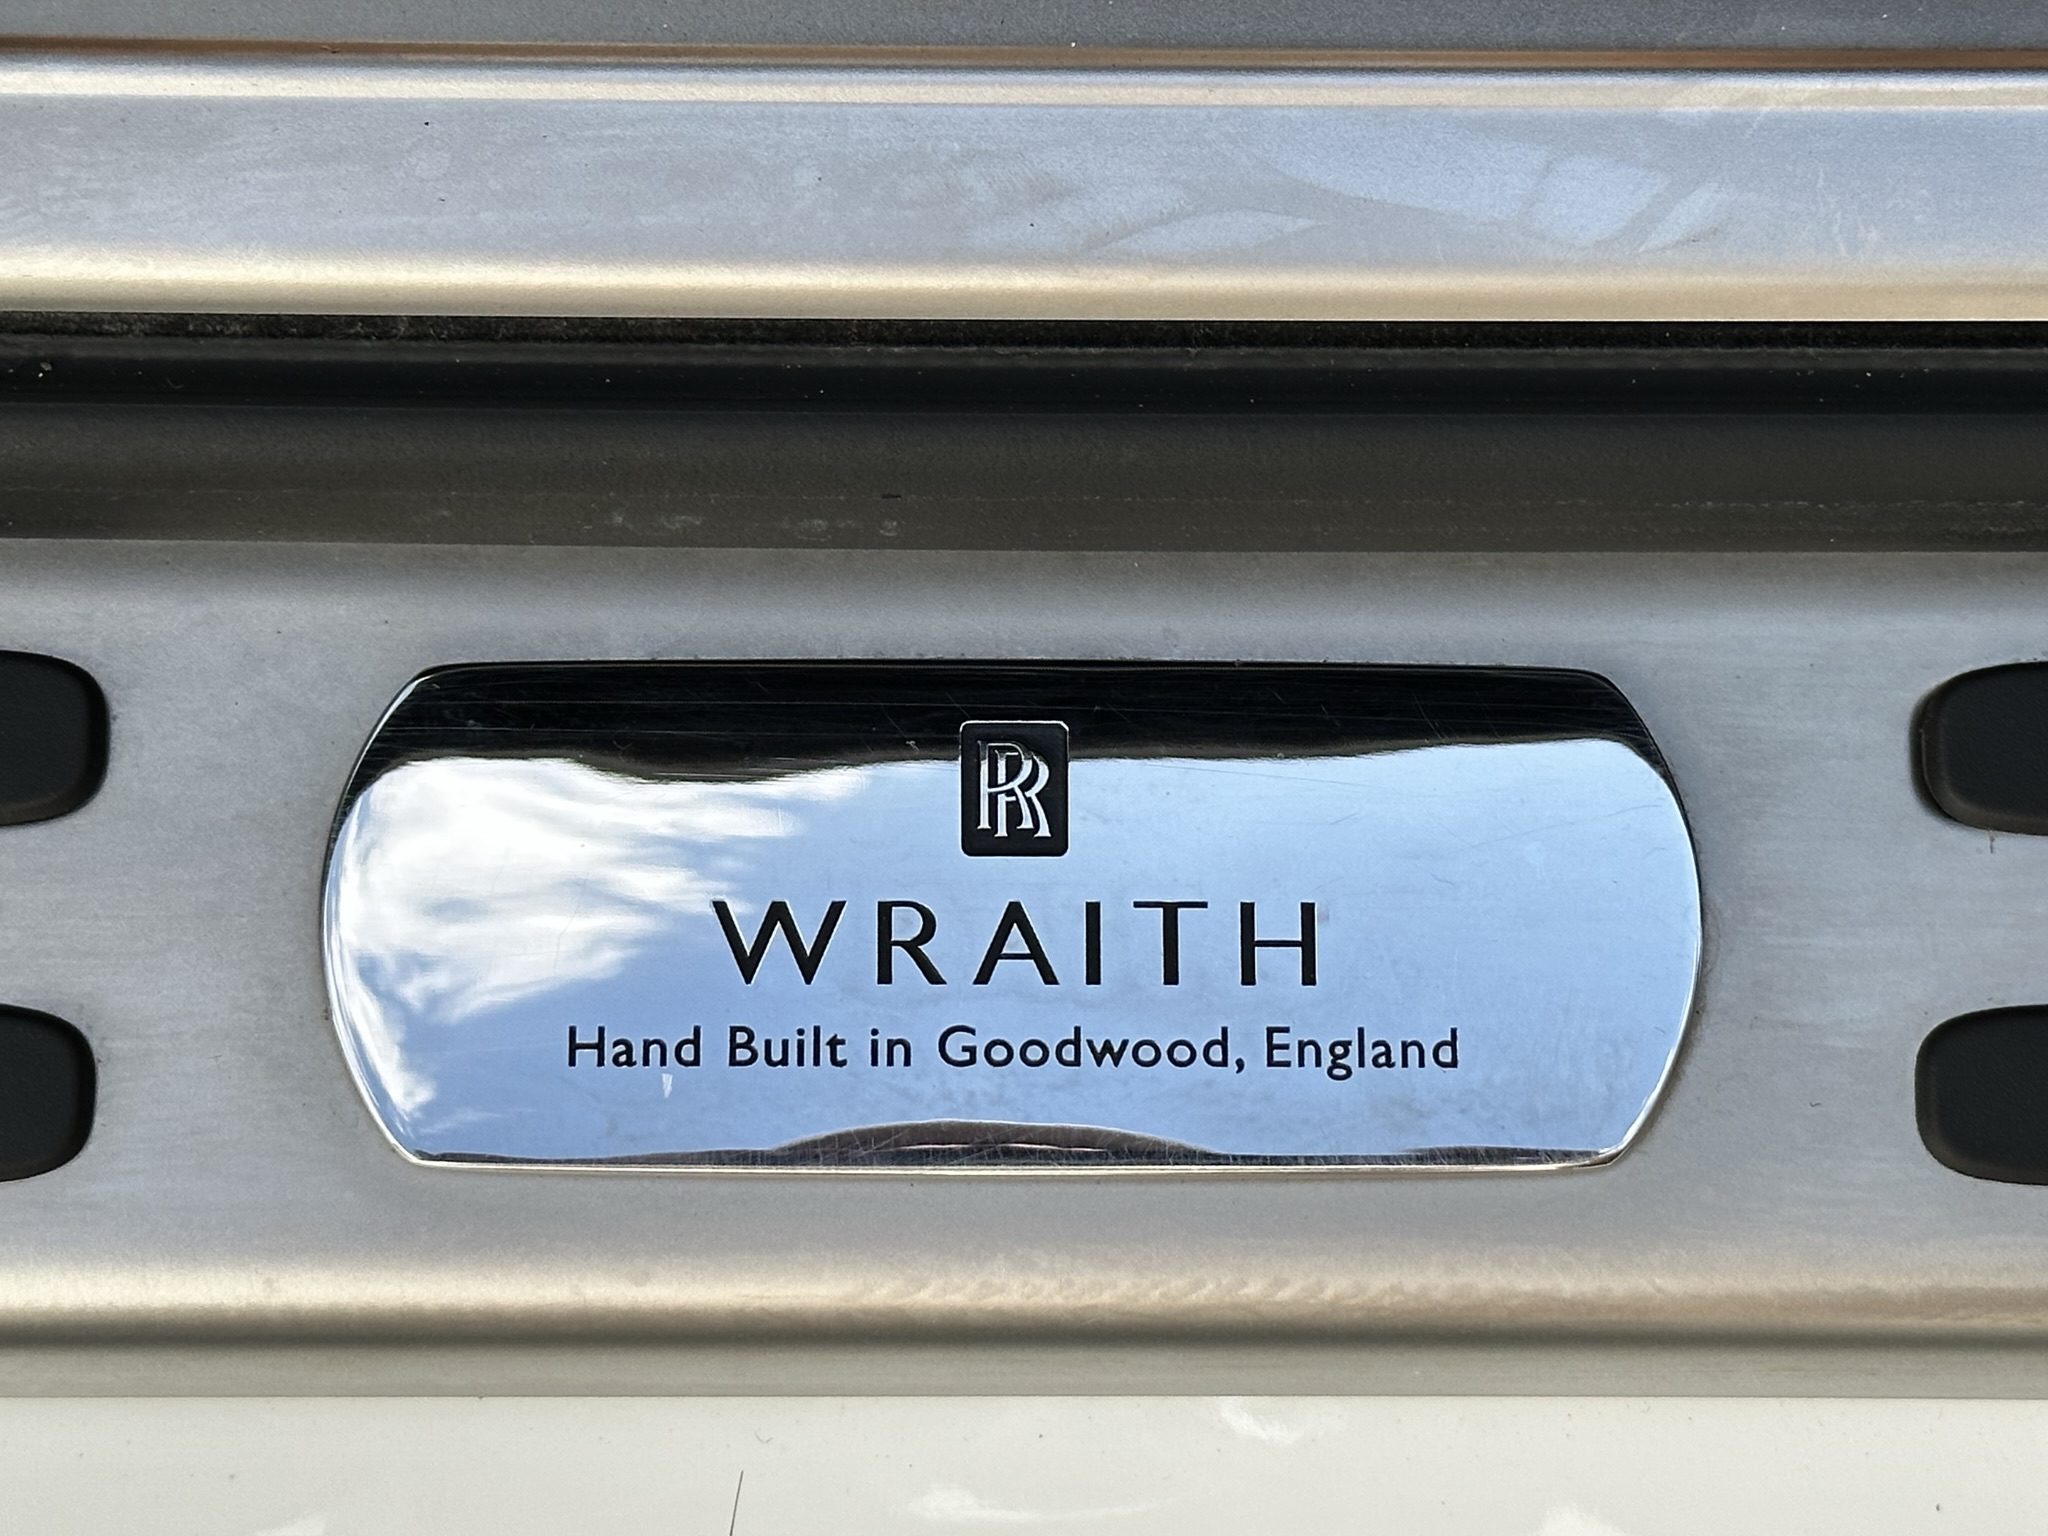 RR
WRAITH
Hand Built in Goodwood, England